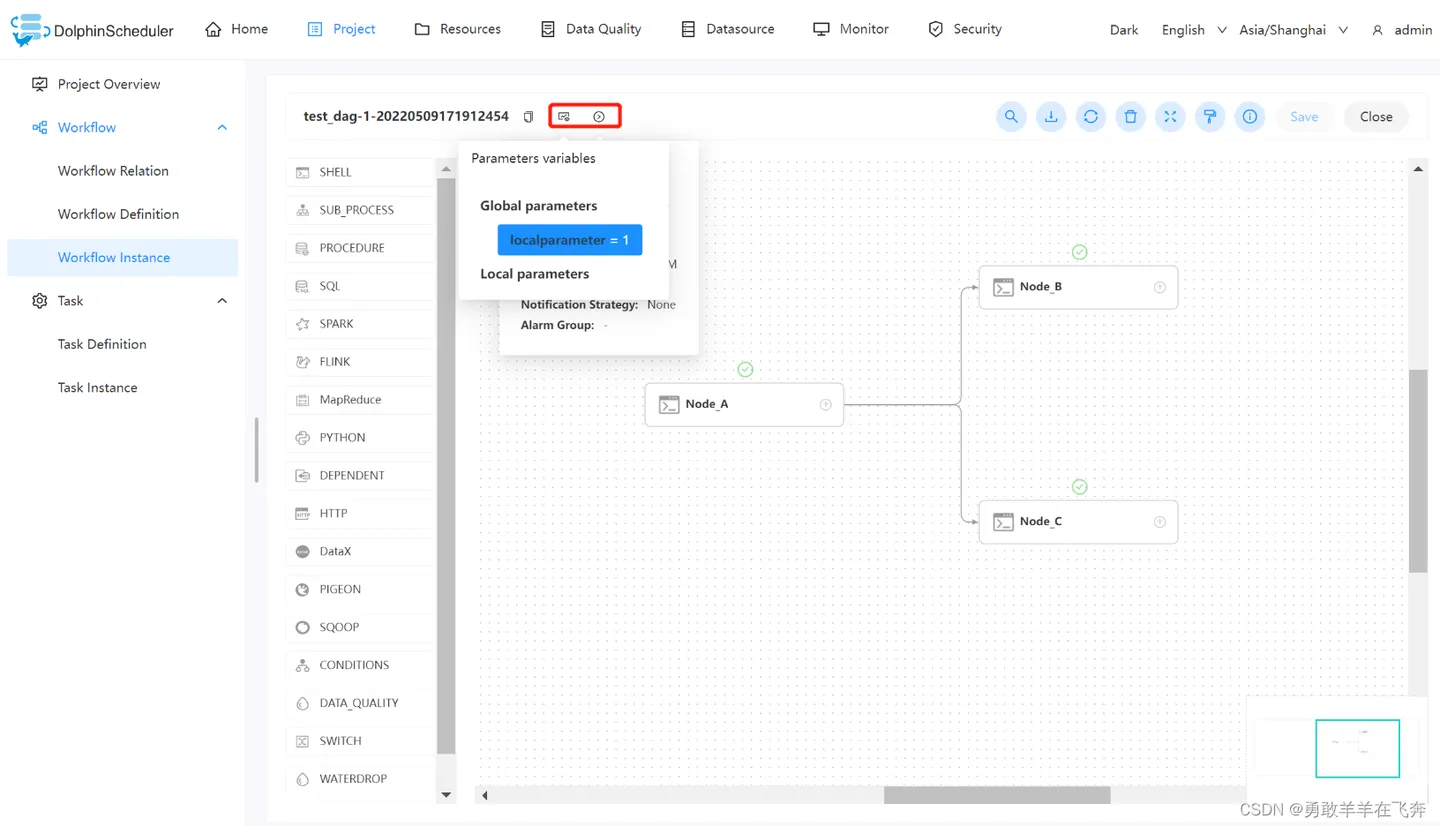 DolphinScheduler
Home
Project
Resources
Data Quality
Datasource
Monitor
Security
Dark
English
Asia/Shanghai
admin
Project Overview
Workflow
Workflow Relation
Workflow Definition
Workflow Instance
Task
Task Definition
Task Instance
test_dag-1-20220509171912454
Save
Close
SHELL
SUB_PROCESS
PROCEDURE
SQL
SPARK
FLINK
MapReduce
PYTHON
DEPENDENT
HTTP
DataX
PIGEON
SQOOP
CONDITIONS
DATA_QUALITY
SWITCH
WATERDROP
Parameters variables
Global parameters
localparameter = 1
Local parameters
M
Notification Strategy: None
Alarm Group: -
Node_B
Node_A
Node_C
CSDN @勇敢羊羊在飞奔